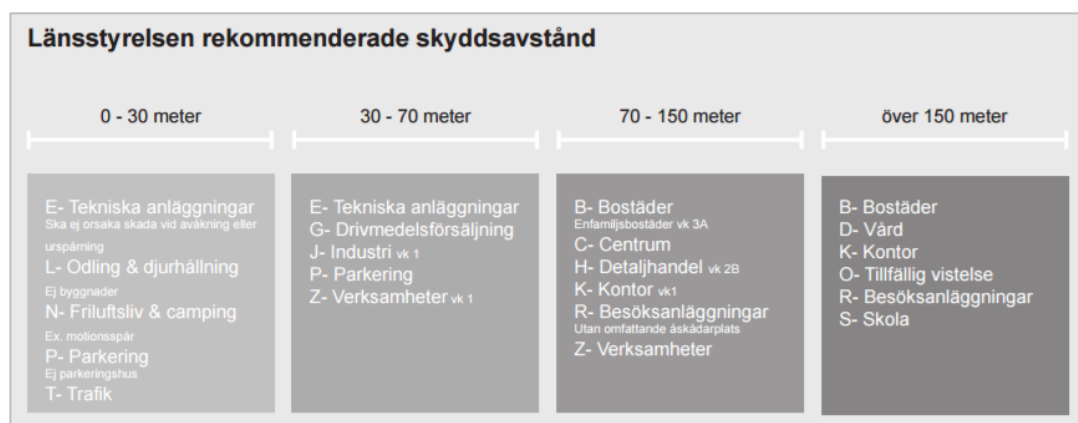 Länsstyrelsen rekommenderade skyddsavstånd
0 - 30 meter
30 - 70 meter
70 - 150 meter
över 150 meter
E- Tekniska anläggningar
Ska ej orsaka skada vid avåkning eller
urspårning
L- Odling & djurhållning
Ej byggnader
N- Friluftsliv & camping
Ex. motionsspår
P- Parkering
Ej parkeringshus
T- Trafik
E- Tekniska anläggningar
G- Drivmedelsförsäljning
J- Industri vk 1
P- Parkering
Z- Verksamheter vk 1
B- Bostäder
Enfamiljsbostäder vk 3A
C- Centrum
H- Detaljhandel vk 2B
K- Kontor vk1
R- Besöksanläggningar
Utan omfattande åskådarplats
Z- Verksamheter
B- Bostäder
D- Vård
K- Kontor
O- Tillfällig vistelse
R- Besöksanläggningar
S- Skola